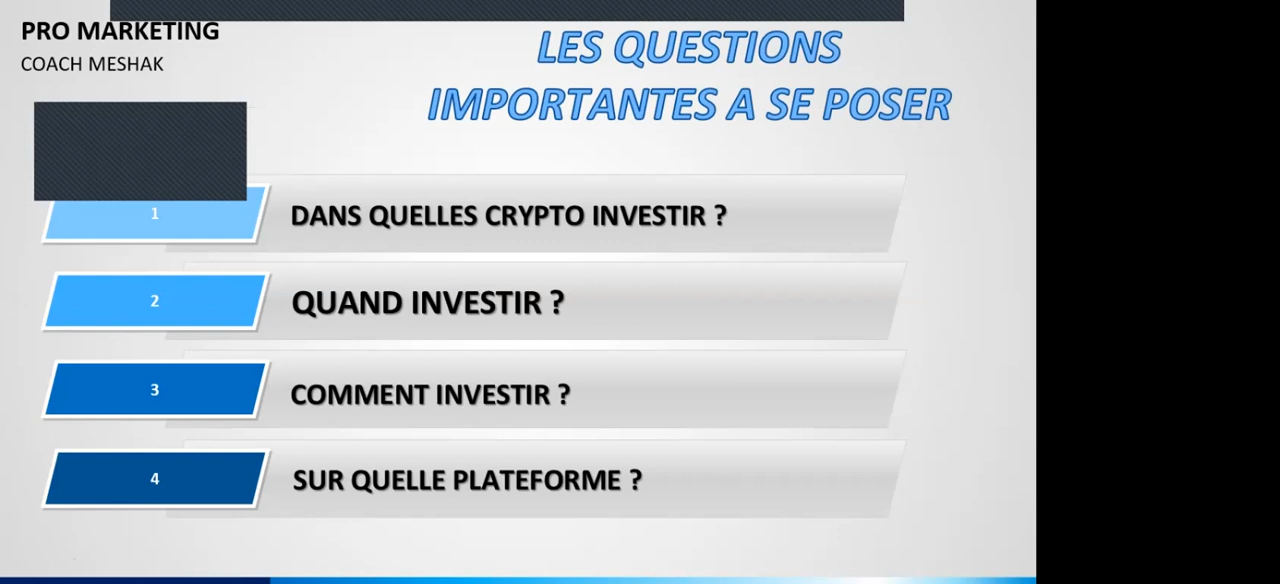 PRO MARKETING
COACH MESHAK
LES QUESTIONS
IMPORTANTES A SE POSER
1
DANS QUELLES CRYPTO INVESTIR ?
2
QUAND INVESTIR ?
3
COMMENT INVESTIR ?
4
SUR QUELLE PLATEFORME ?